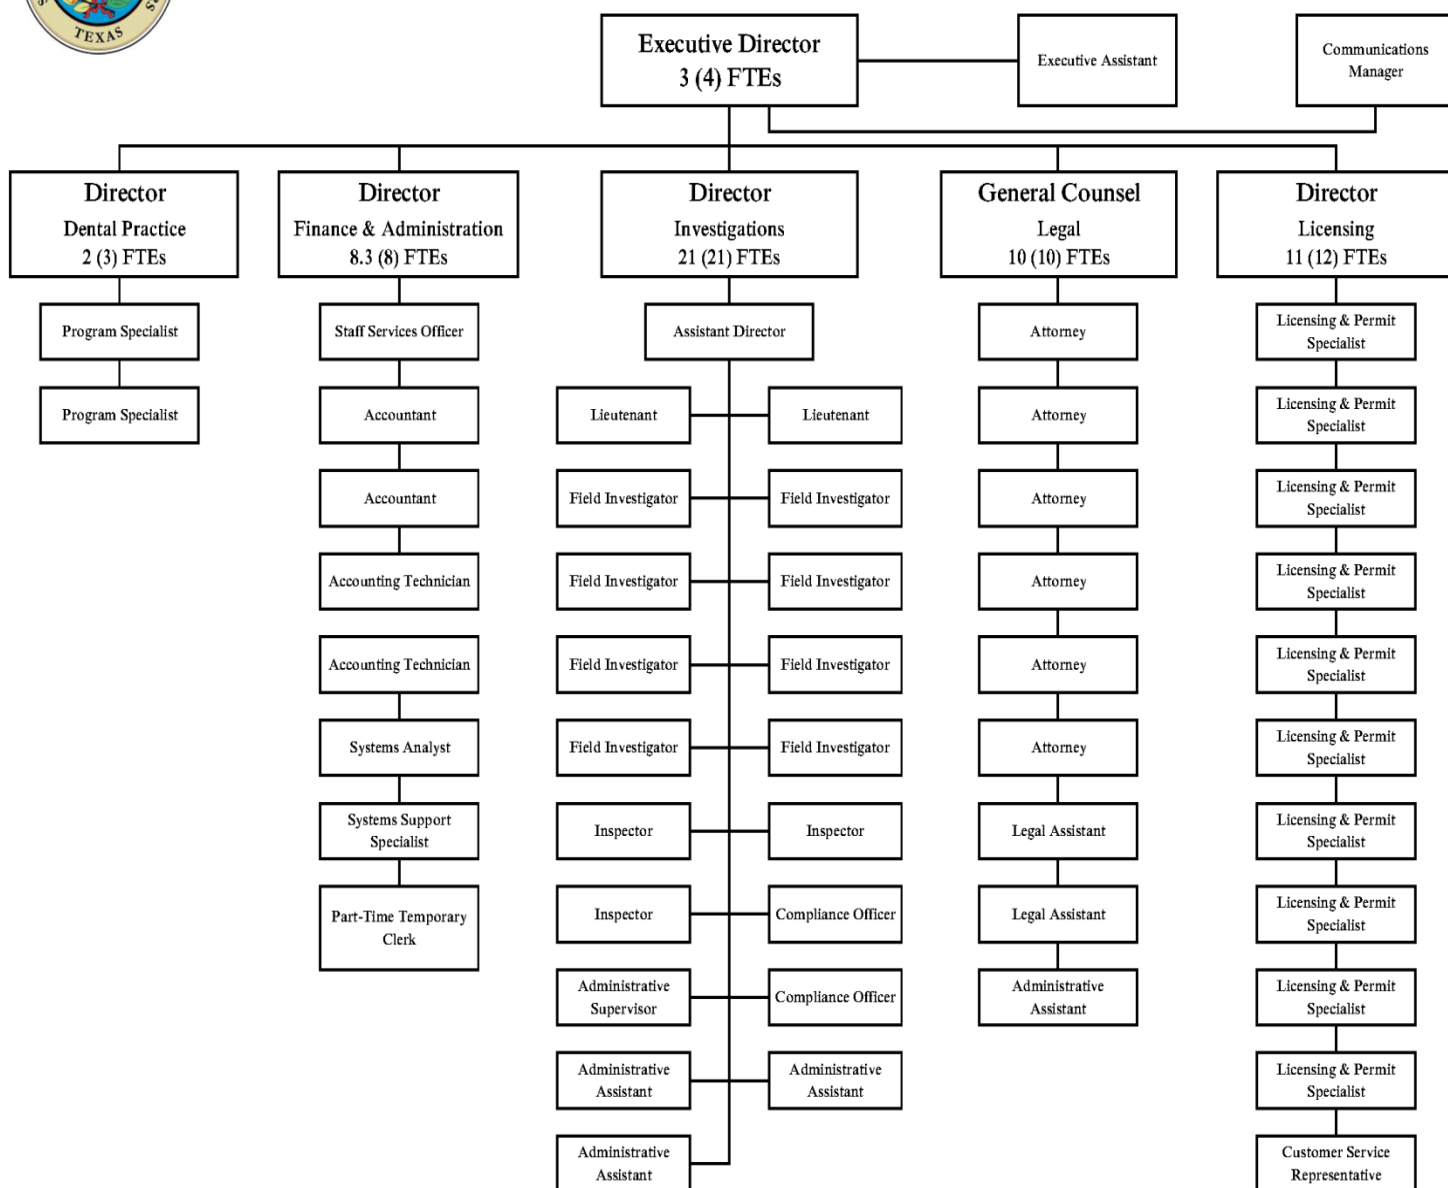 TEXAS
Executive Director
3 (4) FTEs
Executive Assistant
Communications
Manager
Director
Dental Practice
2 (3) FTEs
Director
Finance & Administration
8.3 (8) FTEs
Director
Investigations
21 (21) FTEs
General Counsel
Legal
10 (10) FTEs
Director
Licensing
11 (12) FTEs
Program Specialist
Program Specialist
Staff Services Officer
Accountant
Accountant
Accounting Technician
Accounting Technician
Systems Analyst
Systems Support
Specialist
Part-Time Temporary
Clerk
Assistant Director
Lieutenant
Lieutenant
Field Investigator
Field Investigator
Field Investigator
Field Investigator
Field Investigator
Field Investigator
Field Investigator
Field Investigator
Inspector
Inspector
Inspector
Compliance Officer
Administrative
Supervisor
Compliance Officer
Administrative
Assistant
Administrative
Assistant
Administrative
Assistant
Attorney
Attorney
Attorney
Attorney
Attorney
Attorney
Legal Assistant
Legal Assistant
Administrative
Assistant
Licensing & Permit
Specialist
Licensing & Permit
Specialist
Licensing & Permit
Specialist
Licensing & Permit
Specialist
Licensing & Permit
Specialist
Licensing & Permit
Specialist
Licensing & Permit
Specialist
Licensing & Permit
Specialist
Licensing & Permit
Specialist
Licensing & Permit
Specialist
Customer Service
Representative